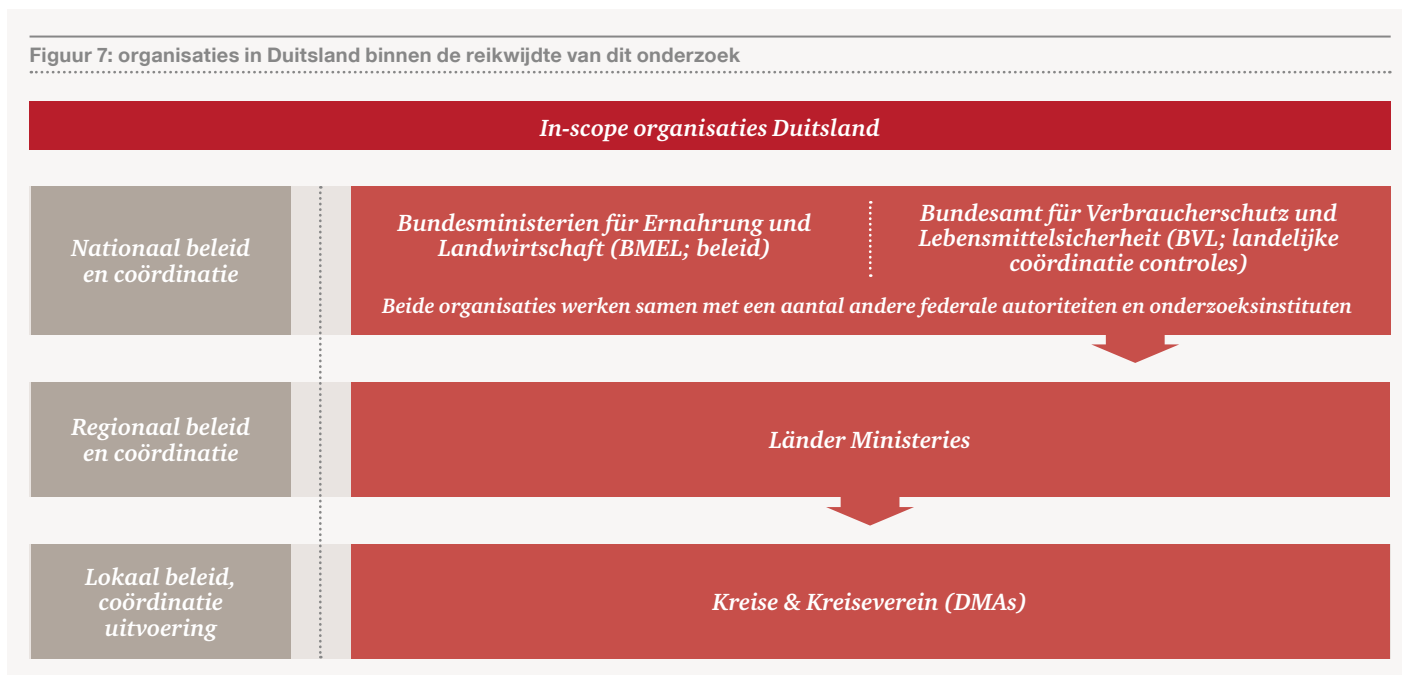 Figuur 7: organisaties in Duitsland binnen de reikwijdte van dit onderzoek
In-scope organisaties Duitsland
Nationaal beleid
en coördinatie
Bundesministerien für Ernahrung und
Landwirtschaft (BMEL; beleid)
Bundesamt für Verbraucherschutz und
Lebensmittelsicherheit (BVL; landelijke
coördinatie controles)
Beide organisaties werken samen met een aantal andere federale autoriteiten en onderzoeksinstituten
Regionaal beleid
en coördinatie
Länder Ministeries
Lokaal beleid,
coördinatie
uitvoering
Kreise & Kreiseverein (DMAs)